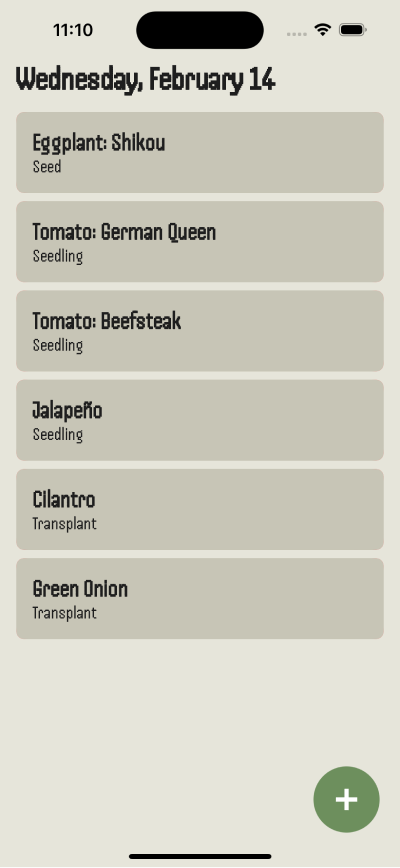 11:10
Wednesday, February 14
Eggplant: Shikou
Seed
Tomato: German Queen
Seedling
Tomato: Beefsteak
Seedling
Jalapeño
Seedling
Cilantro
Transplant
Green Onion
Transplant